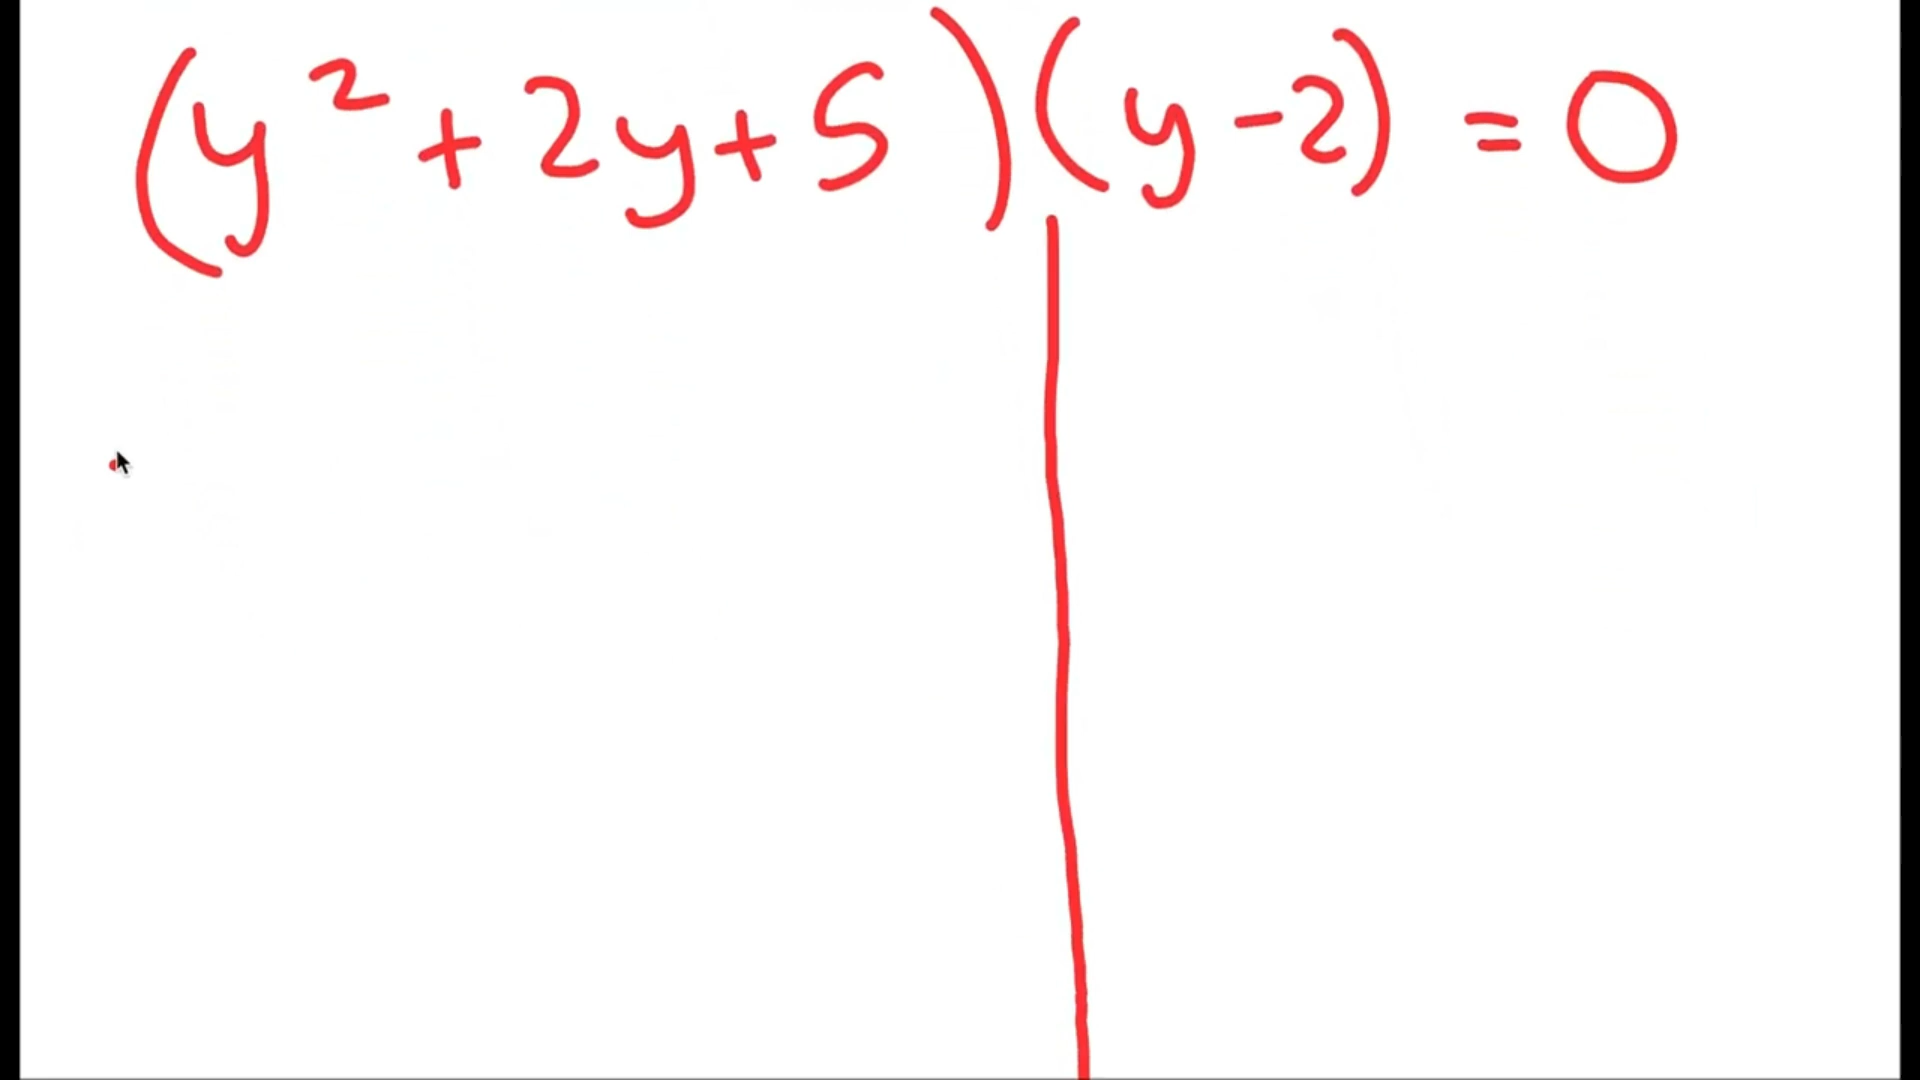 (y² + 2y + 5)(y - 2) = 0